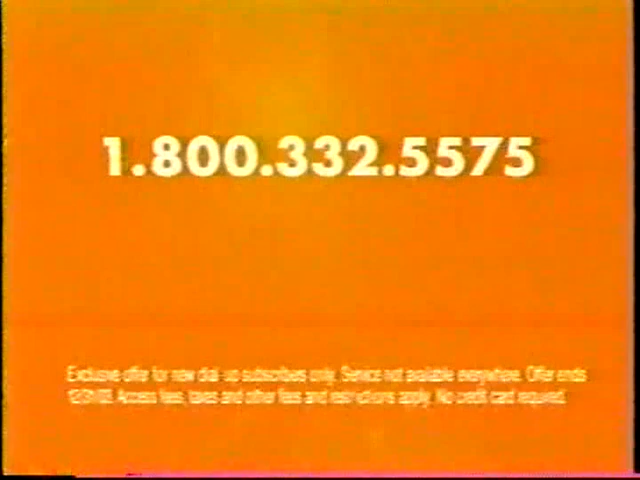 1.800.332.5575
Exclusive offer for new dial up subscribers only. Service not available everywhere. Offer ends
Access fees, taxes and other fees and restrictions apply. No credit card required.